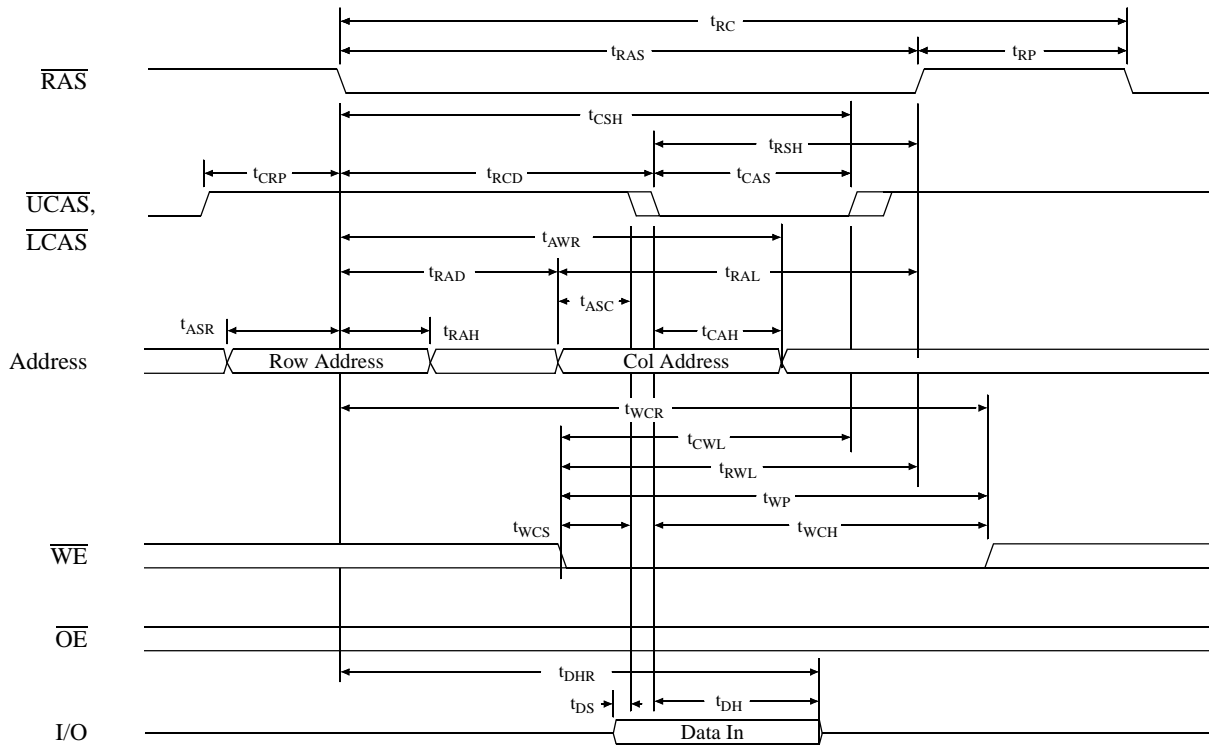 tRC
tRAS
tRP
RAS
tCSH
tRSH
tCRP
tRCD
tCAS
UCAS,
LCAS
tAWR
tRAD
tRAL
tASC
tASR
tRAH
tCAH
Address
Row Address
Col Address
tWCR
tCWL
tRWL
tWP
tWCS
tWCH
WE
OE
tDHR
tDS
tDH
I/O
Data In